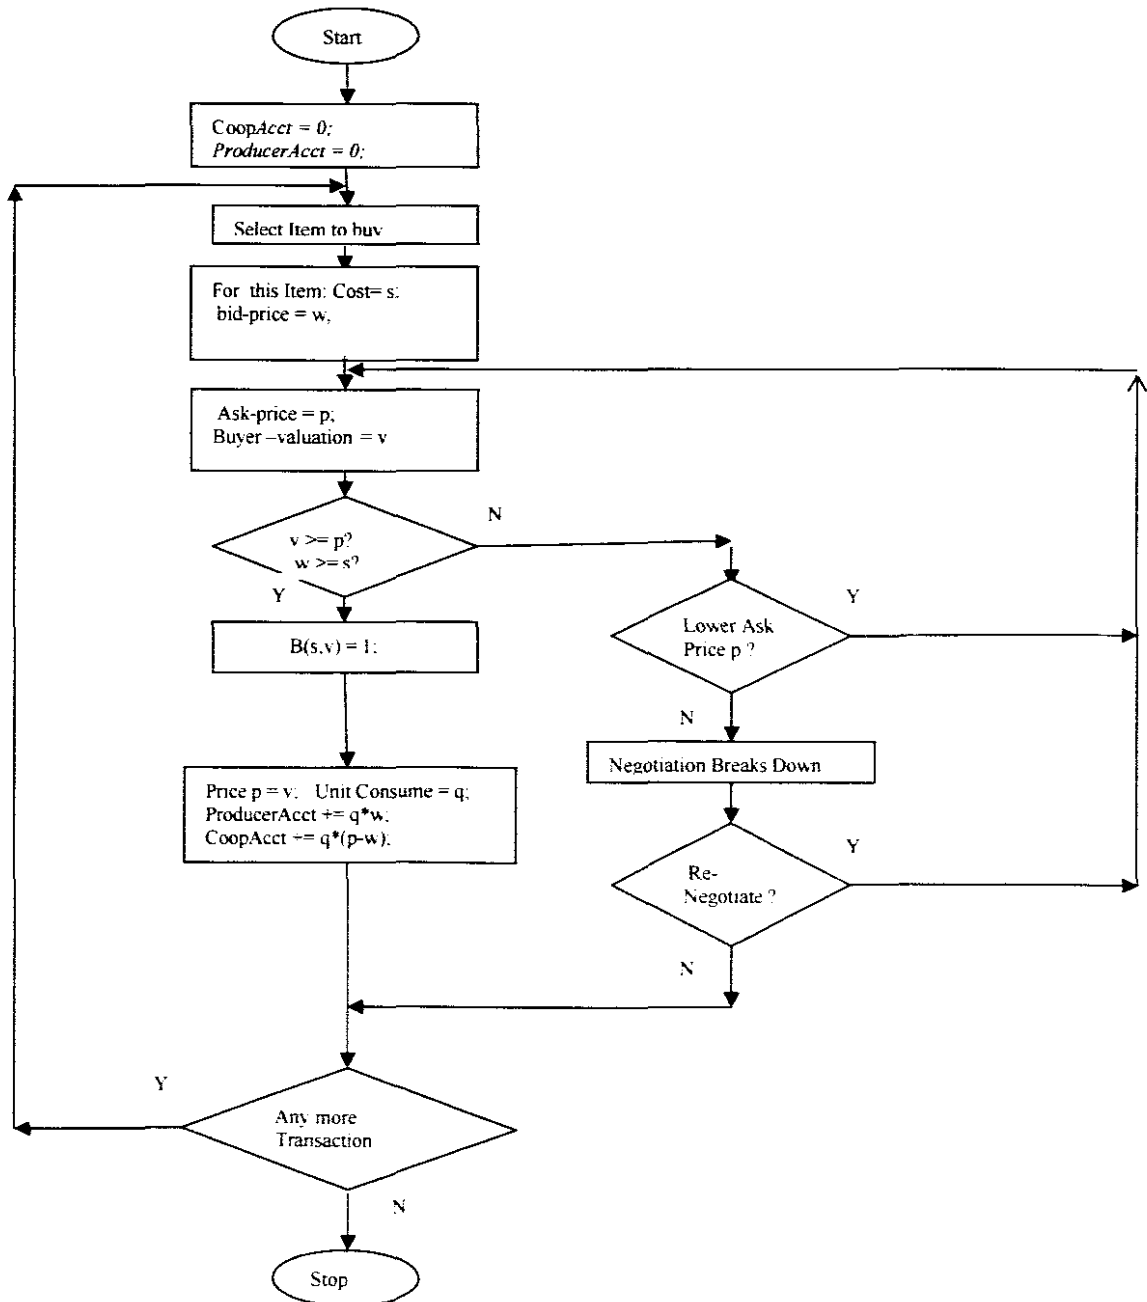 Start
CoopAcct = 0;
ProducerAcct = 0;
Select Item to buy
For this Item: Cost= s;
bid-price = w,
Ask-price = p;
Buyer –valuation = v
v >= p?
w >= s?
N
Y
B(s,v) = 1;
Lower Ask
Price p ?
Y
N
Negotiation Breaks Down
Price p = v; Unit Consume = q;
ProducerAcct += q*w;
CoopAcct += q*(p-w);
Re-
Negotiate ?
Y
N
Any more
Transaction
Y
N
Stop